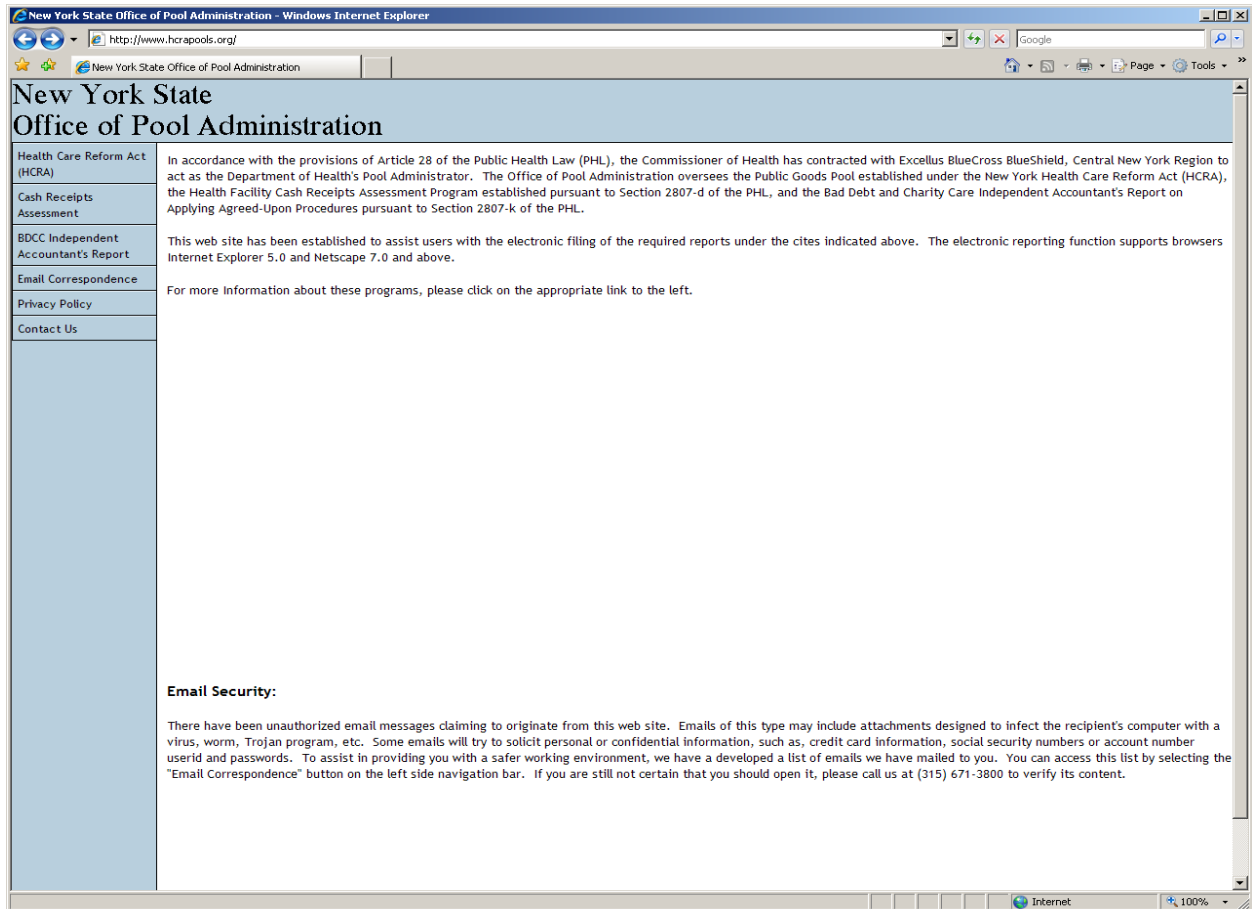 New York State Office of Pool Administration - Windows Internet Explorer
http://www.hcrapools.org/
Google
New York State Office of Pool Administration
Page
Tools
New York State
Office of Pool Administration
Health Care Reform Act
(HCRA)
Cash Receipts
Assessment
BDCC Independent
Accountant's Report
Email Correspondence
Privacy Policy
Contact Us
In accordance with the provisions of Article 28 of the Public Health Law (PHL), the Commissioner of Health has contracted with Excellus BlueCross BlueShield, Central New York Region to
act as the Department of Health's Pool Administrator. The Office of Pool Administration oversees the Public Goods Pool established under the New York Health Care Reform Act (HCRA),
the Health Facility Cash Receipts Assessment Program established pursuant to Section 2807-d of the PHL, and the Bad Debt and Charity Care Independent Accountant's Report on
Applying Agreed-Upon Procedures pursuant to Section 2807-k of the PHL.
This web site has been established to assist users with the electronic filing of the required reports under the cites indicated above. The electronic reporting function supports browsers
Internet Explorer 5.0 and Netscape 7.0 and above.
For more Information about these programs, please click on the appropriate link to the left.
Email Security:
There have been unauthorized email messages claiming to originate from this web site. Emails of this type may include attachments designed to infect the recipient's computer with a
virus, worm, Trojan program, etc. Some emails will try to solicit personal or confidential information, such as, credit card information, social security numbers or account number
userid and passwords. To assist in providing you with a safer working environment, we have a developed a list of emails we have mailed to you. You can access this list by selecting the
"Email Correspondence" button on the left side navigation bar. If you are still not certain that you should open it, please call us at (315) 671-3800 to verify its content.
Internet
100%